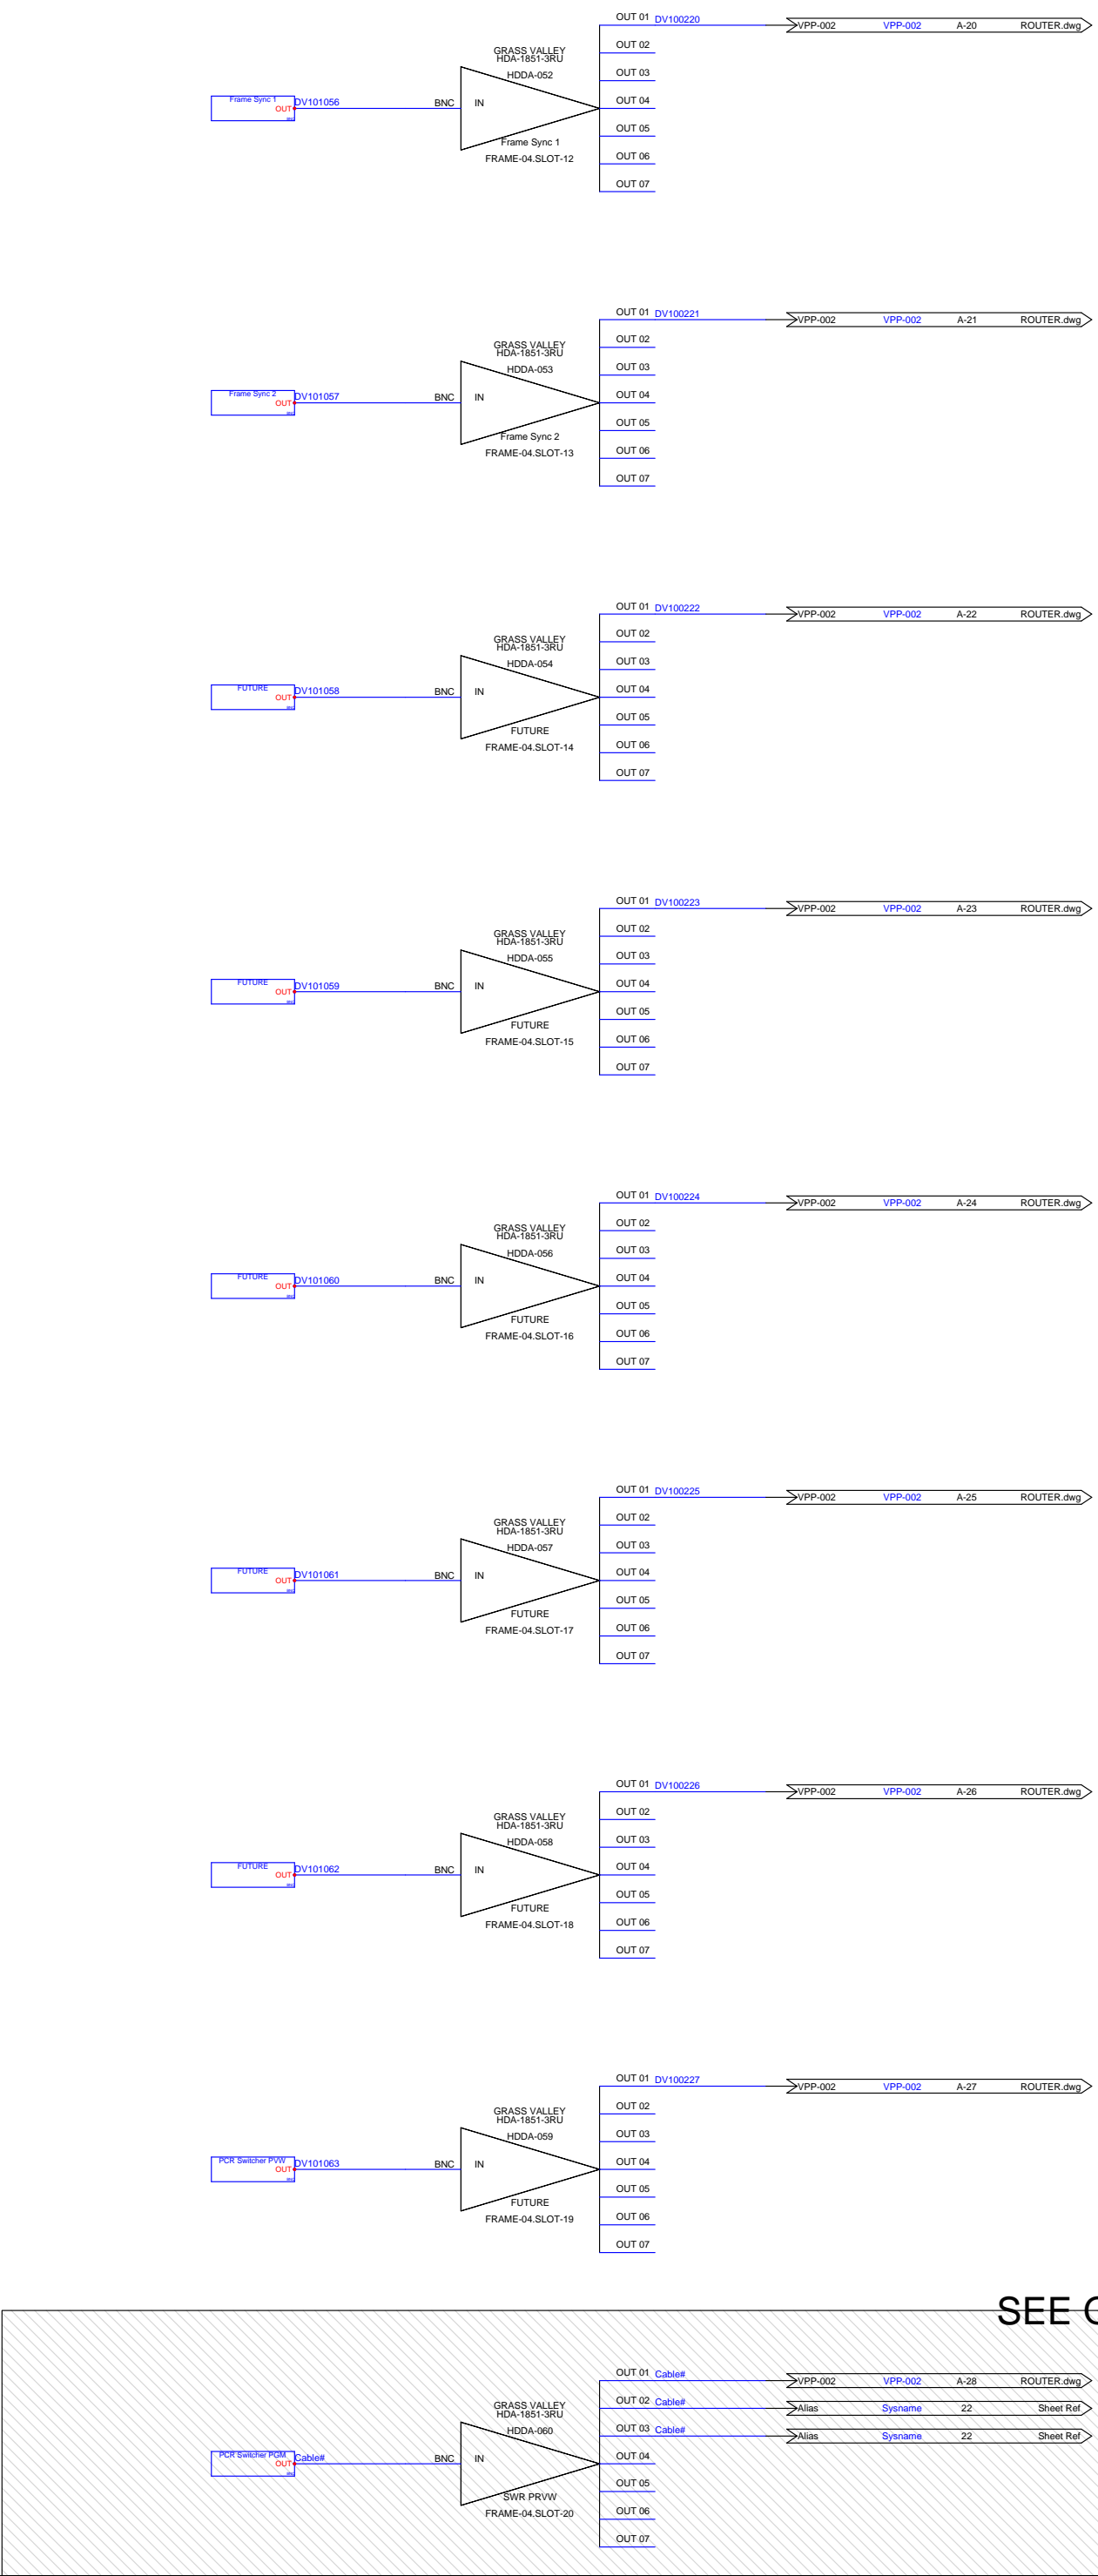 OUT 01 DV100220 VPP-002 VPP-002 A-20 ROUTER.dwg
OUT 02
GRASS VALLEY
HDA-1851-3RU
OUT 03
HDDA-052
Frame Sync 1 OUT DV101056 BNC IN OUT 04
OUT 05
Frame Sync 1
OUT 06
FRAME-04.SLOT-12
OUT 07
OUT 01 DV100221 VPP-002 VPP-002 A-21 ROUTER.dwg
OUT 02
GRASS VALLEY
HDA-1851-3RU
OUT 03
HDDA-053
Frame Sync 2 OUT DV101057 BNC IN OUT 04
OUT 05
Frame Sync 2
OUT 06
FRAME-04.SLOT-13
OUT 07
OUT 01 DV100222 VPP-002 VPP-002 A-22 ROUTER.dwg
OUT 02
GRASS VALLEY
HDA-1851-3RU
OUT 03
HDDA-054
FUTURE OUT DV101058 BNC IN OUT 04
OUT 05
FUTURE
OUT 06
FRAME-04.SLOT-14
OUT 07
OUT 01 DV100223 VPP-002 VPP-002 A-23 ROUTER.dwg
OUT 02
GRASS VALLEY
HDA-1851-3RU
OUT 03
HDDA-055
FUTURE OUT DV101059 BNC IN OUT 04
OUT 05
FUTURE
OUT 06
FRAME-04.SLOT-15
OUT 07
OUT 01 DV100224 VPP-002 VPP-002 A-24 ROUTER.dwg
OUT 02
GRASS VALLEY
HDA-1851-3RU
OUT 03
HDDA-056
FUTURE OUT DV101060 BNC IN OUT 04
OUT 05
FUTURE
OUT 06
FRAME-04.SLOT-16
OUT 07
OUT 01 DV100225 VPP-002 VPP-002 A-25 ROUTER.dwg
OUT 02
GRASS VALLEY
HDA-1851-3RU
OUT 03
HDDA-057
FUTURE OUT DV101061 BNC IN OUT 04
OUT 05
FUTURE
OUT 06
FRAME-04.SLOT-17
OUT 07
OUT 01 DV100226 VPP-002 VPP-002 A-26 ROUTER.dwg
OUT 02
GRASS VALLEY
HDA-1851-3RU
OUT 03
HDDA-058
FUTURE OUT DV101062 BNC IN OUT 04
OUT 05
FUTURE
OUT 06
FRAME-04.SLOT-18
OUT 07
OUT 01 DV100227 VPP-002 VPP-002 A-27 ROUTER.dwg
OUT 02
GRASS VALLEY
HDA-1851-3RU
OUT 03
HDDA-059
PCR Switcher PVW OUT DV101063 BNC IN OUT 04
OUT 05
FUTURE
OUT 06
FRAME-04.SLOT-19
OUT 07
SEE
OUT 01 Cable# VPP-002 VPP-002 A-28 ROUTER.dwg
OUT 02 Cable# Alias Sysname 22 Sheet Ref
GRASS VALLEY
HDA-1851-3RU
OUT 03 Cable# Alias Sysname 22 Sheet Ref
HDDA-060
PCR Switcher PGM OUT Cable# BNC IN OUT 04
OUT 05
SWR PRVW
OUT 06
FRAME-04.SLOT-20
OUT 07